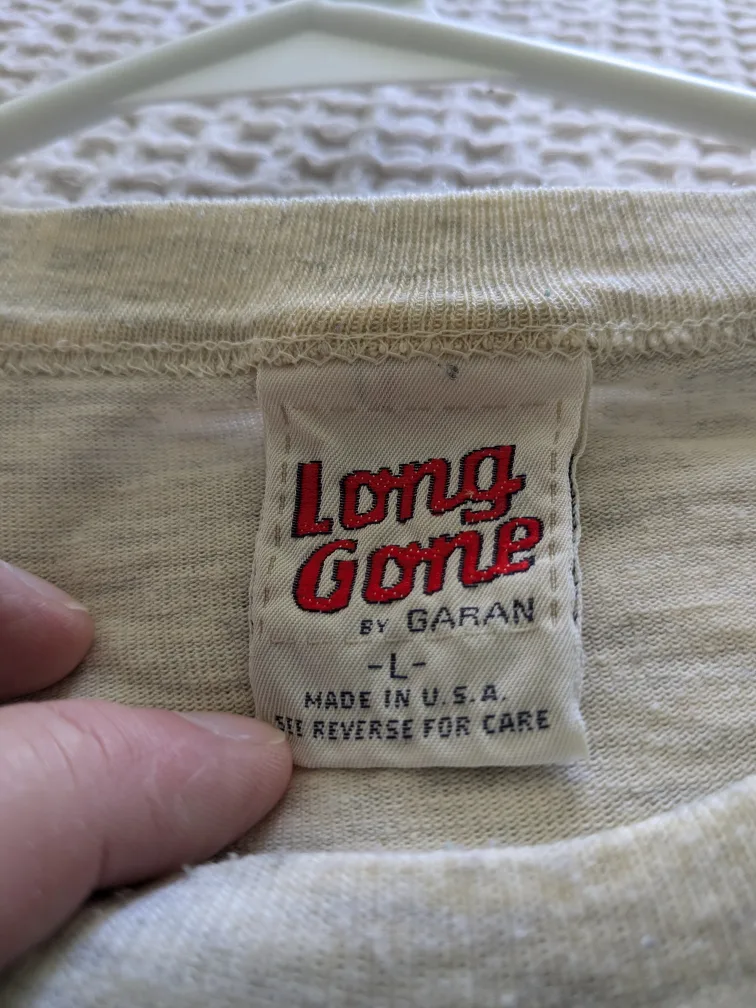 Long
Gone
BY GARAN
-L-
MADE IN U.S.A.
SEE REVERSE FOR CARE